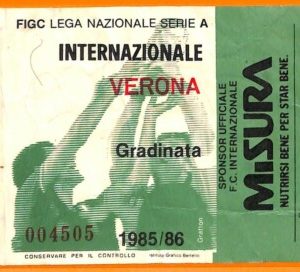 FIGC LEGA NAZIONALE SERIE A
INTERNAZIONALE
VERONA
Gradinata
004505
1985/86
CONSERVARE PER IL CONTROLLO
Gratton
SPONSOR UFFICIALE
F.C. INTERNAZIONALE
MISURA
NUTRIRSI BENE PER STAR BENE.